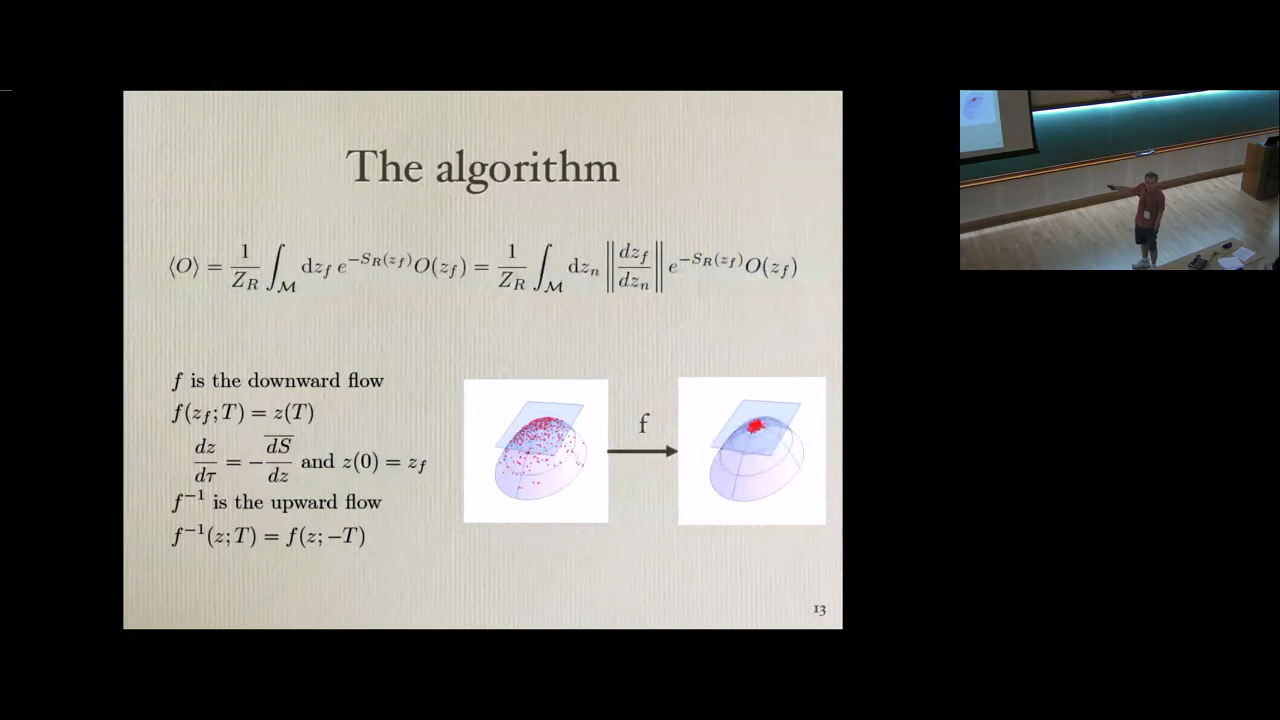 The algorithm
⟨O⟩ = 1/Z_R ∫_M dz_f e^{−S_R(z_f)} O(z_f) = 1/Z_R ∫_M dz_n ‖dz_f/dz_n‖ e^{−S_R(z_f)} O(z_f)
f is the downward flow
f(z_f; T) = z(T)
dz/dτ = −\overline{dS/dz} and z(0) = z_f
f⁻¹ is the upward flow
f⁻¹(z; T) = f(z; −T)
f
13